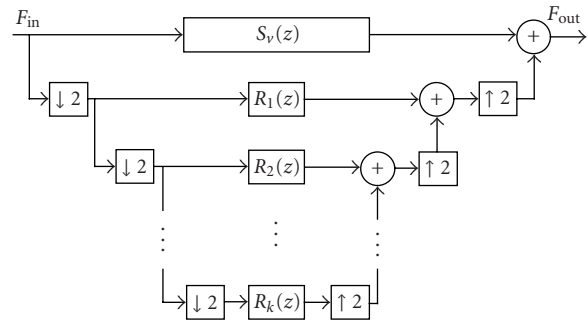 F_in S_v(z) + F_out
↓ 2 R_1(z) + ↑ 2
↓ 2 R_2(z) + ↑ 2
⋮ ⋮ ⋮
↓ 2 R_k(z) ↑ 2